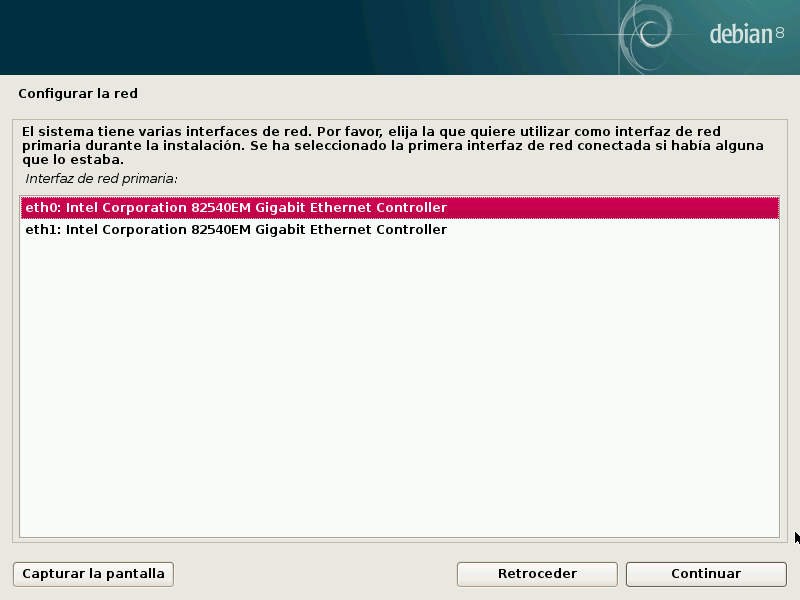 debian 8
Configurar la red
El sistema tiene varias interfaces de red. Por favor, elija la que quiere utilizar como interfaz de red
primaria durante la instalación. Se ha seleccionado la primera interfaz de red conectada si había alguna
que lo estaba.
Interfaz de red primaria:
eth0: Intel Corporation 82540EM Gigabit Ethernet Controller
eth1: Intel Corporation 82540EM Gigabit Ethernet Controller
Capturar la pantalla
Retroceder
Continuar